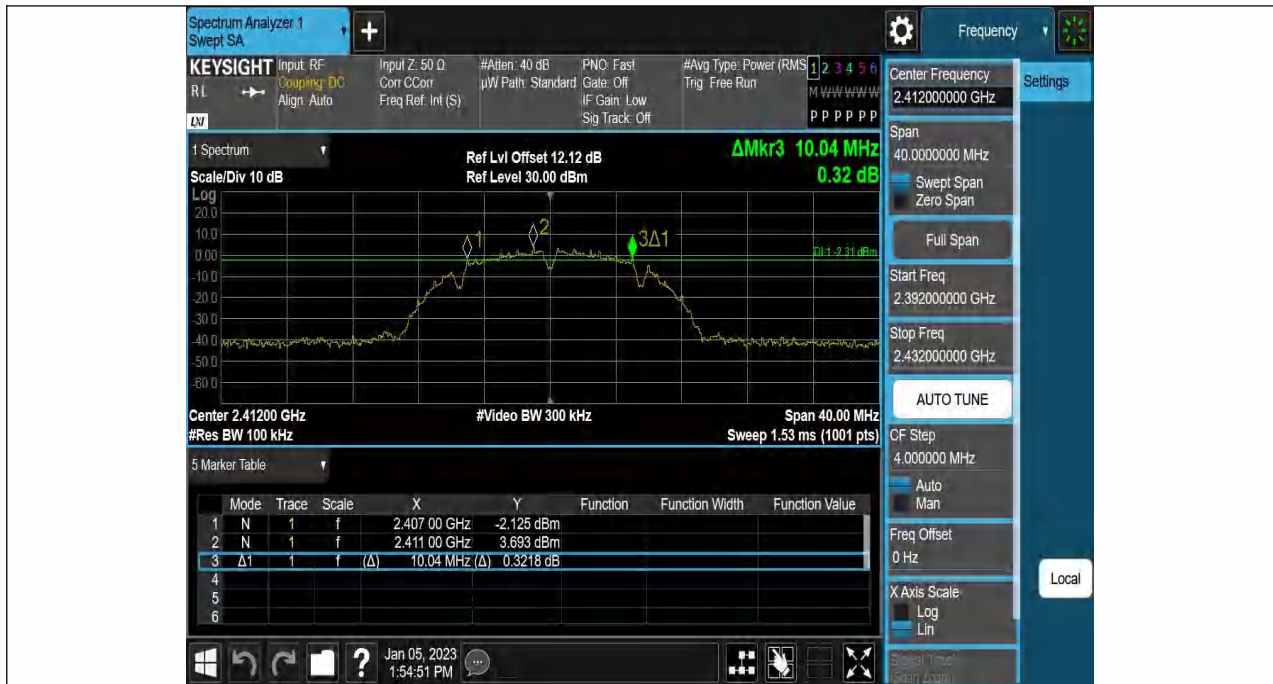 Spectrum Analyzer 1
Swept SA
+
Frequency
KEYSIGHT
RL
LXI
Input: RF
Coupling: DC
Align: Auto
Input Z: 50 Ω
Corr CCorr
Freq Ref: Int (S)
#Atten: 40 dB
µW Path: Standard
PNO: Fast
Gate: Off
IF Gain: Low
Sig Track: Off
#Avg Type: Power (RMS
Trig: Free Run
1 2 3 4 5 6
M W W W W W
P P P P P P
Center Frequency
2.412000000 GHz
Settings
Span
40.0000000 MHz
Swept Span
Zero Span
Full Span
Start Freq
2.392000000 GHz
Stop Freq
2.432000000 GHz
AUTO TUNE
CF Step
4.000000 MHz
Auto
Man
Freq Offset
0 Hz
X Axis Scale
Log
Lin
Signal Track
(Span Zoom)
Local
1 Spectrum
Scale/Div 10 dB
Ref Lvl Offset 12.12 dB
Ref Level 30.00 dBm
ΔMkr3 10.04 MHz
0.32 dB
Log
20.0
10.0
0.00
-10.0
-20.0
-30.0
-40.0
-50.0
-60.0
1
2
3Δ1
DL1 -2.31 dBm
Center 2.41200 GHz
#Video BW 300 kHz
Span 40.00 MHz
#Res BW 100 kHz
Sweep 1.53 ms (1001 pts)
5 Marker Table
Mode Trace Scale X Y Function Function Width Function Value
1 N 1 f 2.407 00 GHz -2.125 dBm
2 N 1 f 2.411 00 GHz 3.693 dBm
3 Δ1 1 f (Δ) 10.04 MHz (Δ) 0.3218 dB
4
5
6
?
Jan 05, 2023
1:54:51 PM